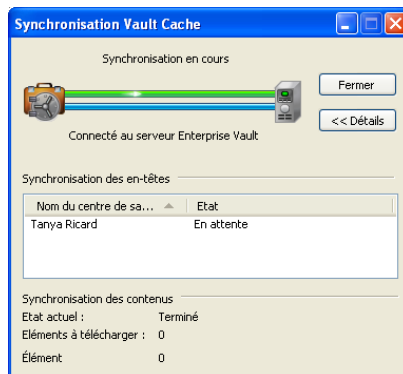 Synchronisation Vault Cache
Synchronisation en cours
Fermer
<< Détails
Connecté au serveur Enterprise Vault
Synchronisation des en-têtes
Nom du centre de sa... Etat
Tanya Ricard En attente
Synchronisation des contenus
Etat actuel : Terminé
Eléments à télécharger : 0
Élément 0